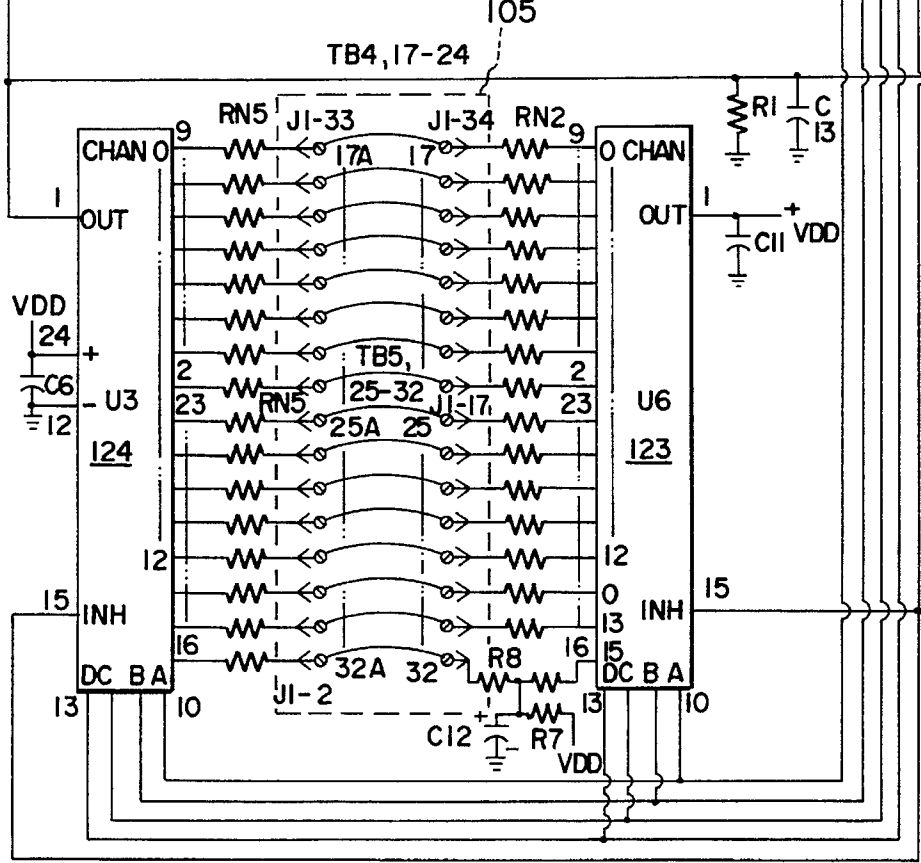 105
TB4, 17-24
RN5 J1-33 J1-34 RN2
R1 C 13
9 9
CHAN 0 17A 17 0 CHAN
1 OUT OUT 1
+ VDD
C11
VDD
24 +
TB5,
2 25-32 2
C6 - U3 RN5 J1-17 U6
12 23 25A 25 23
124 123
12 12
0
15 INH INH 15
13
16 16 15
32A 32 R8
DC B A DC B A
13 10 J1-2 13 10
+
C12 - R7
VDD